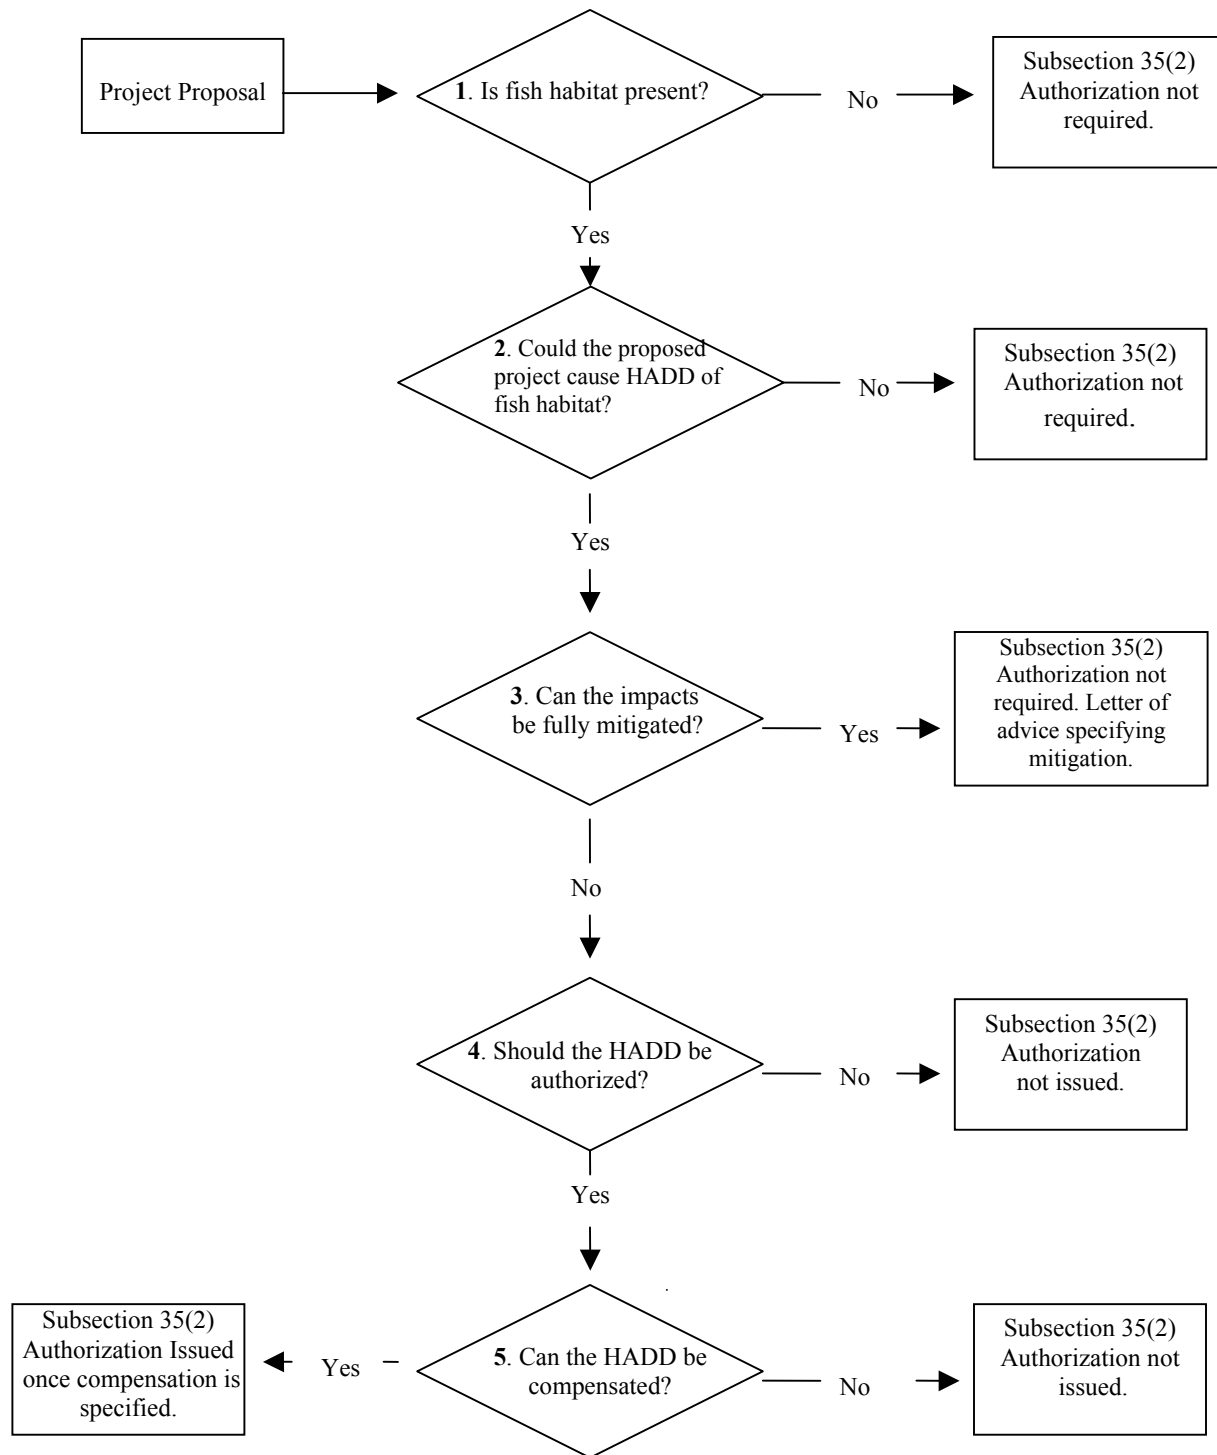 Project Proposal
1. Is fish habitat present?
No
Subsection 35(2)
Authorization not
required.
Yes
2. Could the proposed
project cause HADD of
fish habitat?
No
Subsection 35(2)
Authorization not
required.
Yes
3. Can the impacts
be fully mitigated?
Yes
Subsection 35(2)
Authorization not
required. Letter of
advice specifying
mitigation.
No
4. Should the HADD be
authorized?
No
Subsection 35(2)
Authorization
not issued.
Yes
Subsection 35(2)
Authorization Issued
once compensation is
specified.
Yes
5. Can the HADD be
compensated?
No
Subsection 35(2)
Authorization not
issued.